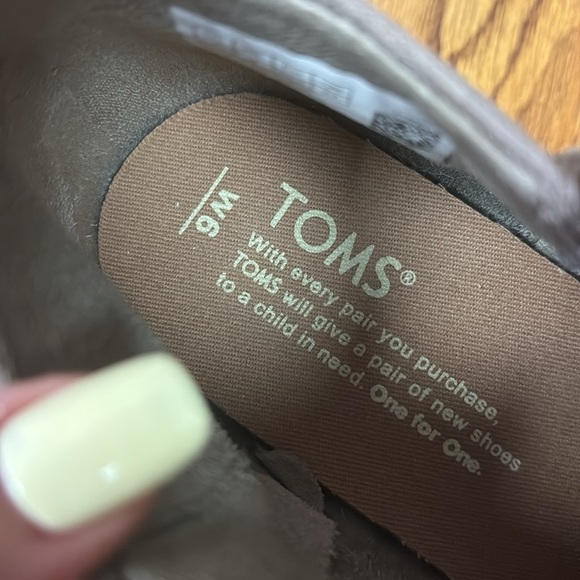 W9
TOMS®
With every pair you purchase,
TOMS will give a pair of new shoes
to a child in need. One for One.